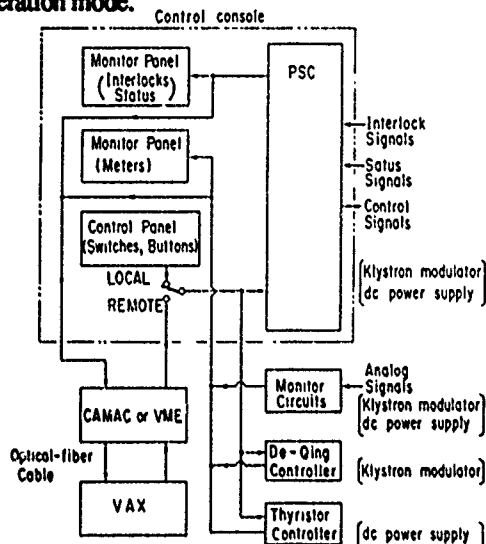 eration mode.
Control console
Monitor Panel
(Interlocks
Status)
PSC
Monitor Panel
(Meters)
Interlock
Signals
Satus
Signals
Control
Signals
Control Panel
(Switches, Buttons)
LOCAL
REMOTE
[Klystron modulator
dc power supply]
Monitor
Circuits
Analog
Signals
[Klystron modulator
dc power supply]
CAMAC or VME
Optical-fiber
Cable
De-Qing
Controller
[Klystron modulator]
VAX
Thyristor
Controller
[dc power supply]